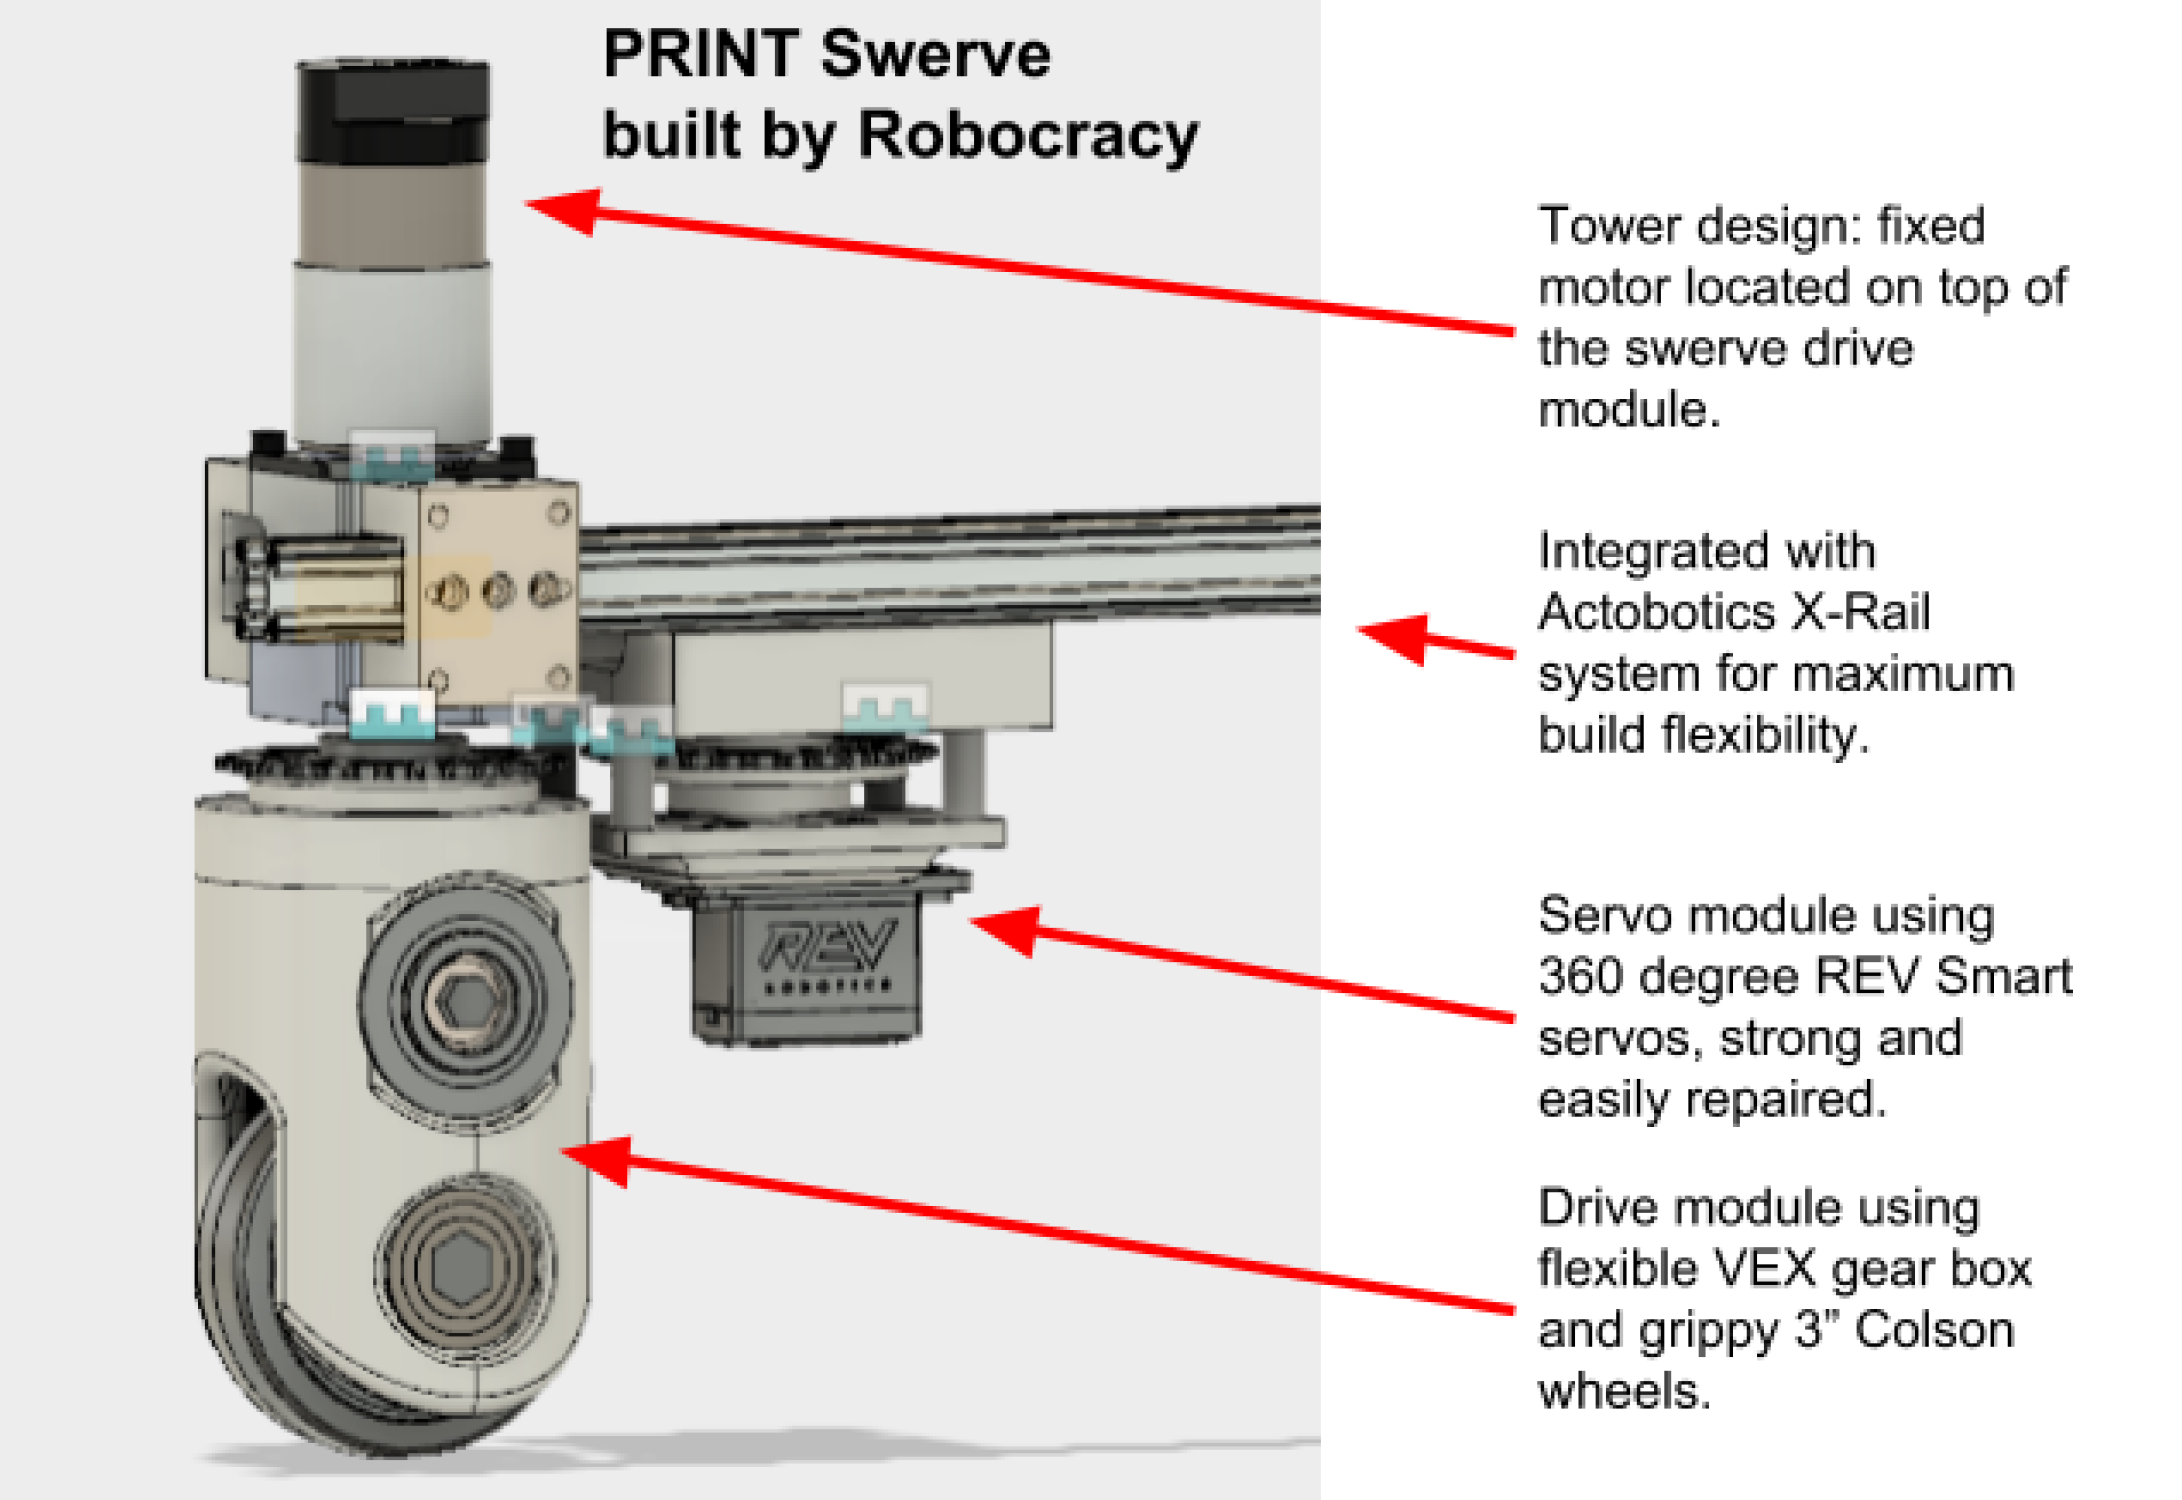 PRINT Swerve
built by Robocracy
Tower design: fixed
motor located on top of
the swerve drive
module.
Integrated with
Actobotics X-Rail
system for maximum
build flexibility.
Servo module using
360 degree REV Smart
servos, strong and
easily repaired.
REV
ROBOTICS
Drive module using
flexible VEX gear box
and grippy 3” Colson
wheels.